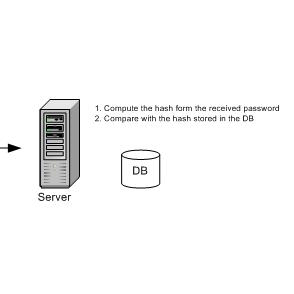 1. Compute the hash form the received password
2. Compare with the hash stored in the DB
DB
Server